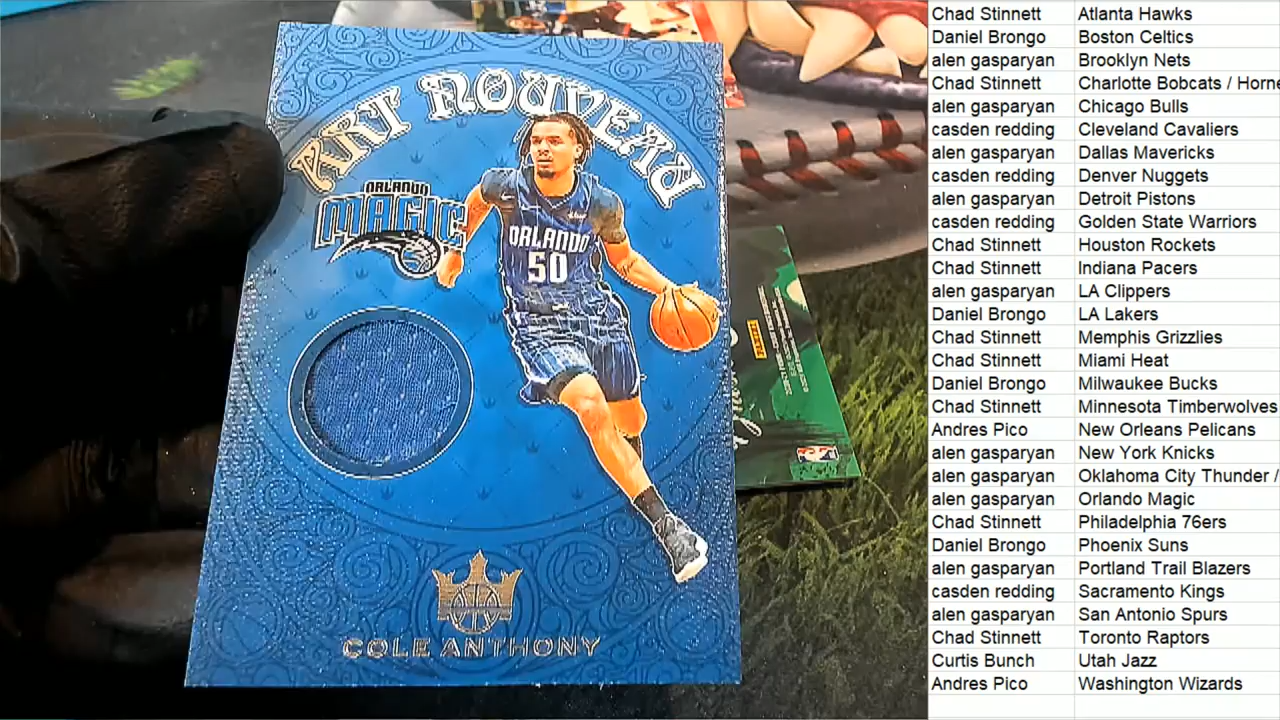 ART NOUVEAU
ORLANDO
MAGIC
ORLANDO
50
COLE ANTHONY
PANINI
Chad Stinnett Atlanta Hawks
Daniel Brongo Boston Celtics
alen gasparyan Brooklyn Nets
Chad Stinnett Charlotte Bobcats / Horne
alen gasparyan Chicago Bulls
casden redding Cleveland Cavaliers
alen gasparyan Dallas Mavericks
casden redding Denver Nuggets
alen gasparyan Detroit Pistons
casden redding Golden State Warriors
Chad Stinnett Houston Rockets
Chad Stinnett Indiana Pacers
alen gasparyan LA Clippers
Daniel Brongo LA Lakers
Chad Stinnett Memphis Grizzlies
Chad Stinnett Miami Heat
Daniel Brongo Milwaukee Bucks
Chad Stinnett Minnesota Timberwolves
Andres Pico New Orleans Pelicans
alen gasparyan New York Knicks
alen gasparyan Oklahoma City Thunder /
alen gasparyan Orlando Magic
Chad Stinnett Philadelphia 76ers
Daniel Brongo Phoenix Suns
alen gasparyan Portland Trail Blazers
casden redding Sacramento Kings
alen gasparyan San Antonio Spurs
Chad Stinnett Toronto Raptors
Curtis Bunch Utah Jazz
Andres Pico Washington Wizards